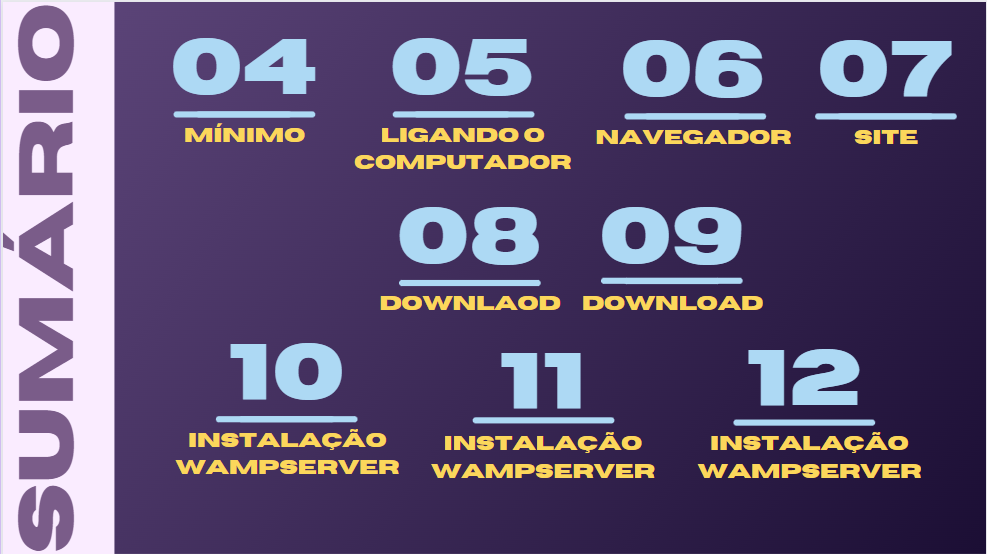 SUMÁRIO
04
MÍNIMO
05
LIGANDO O
COMPUTADOR
06
NAVEGADOR
07
SITE
08
DOWNLAOD
09
DOWNLOAD
10
INSTALAÇÃO
WAMPSERVER
11
INSTALAÇÃO
WAMPSERVER
12
INSTALAÇÃO
WAMPSERVER